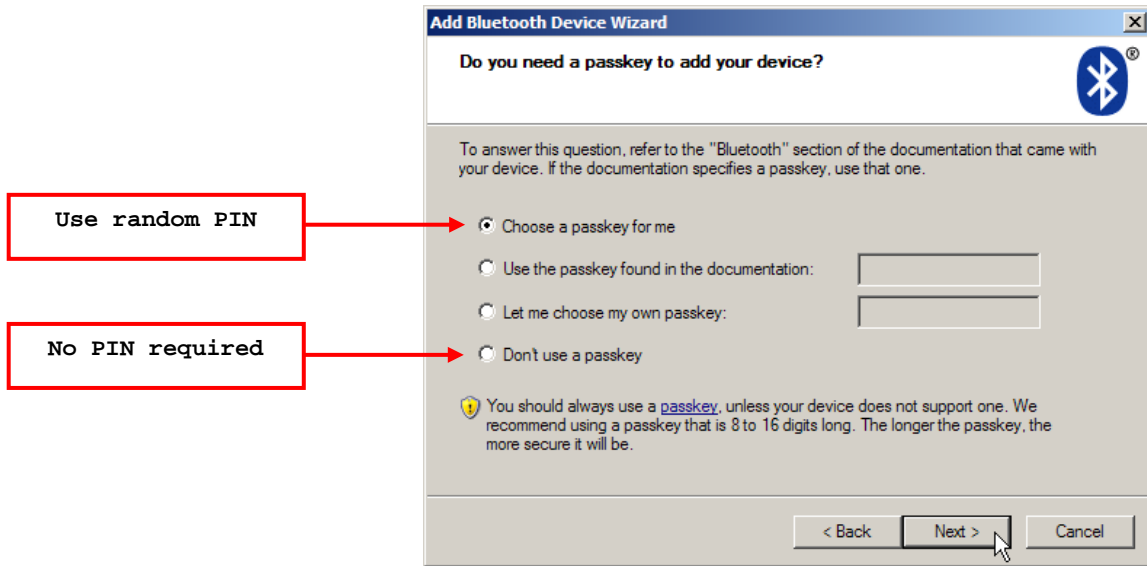 Add Bluetooth Device Wizard
Do you need a passkey to add your device?
®
To answer this question, refer to the "Bluetooth" section of the documentation that came with
your device. If the documentation specifies a passkey, use that one.
Use random PIN
Choose a passkey for me
Use the passkey found in the documentation:
Let me choose my own passkey:
No PIN required
Don't use a passkey
You should always use a passkey, unless your device does not support one. We
recommend using a passkey that is 8 to 16 digits long. The longer the passkey, the
more secure it will be.
< Back
Next >
Cancel